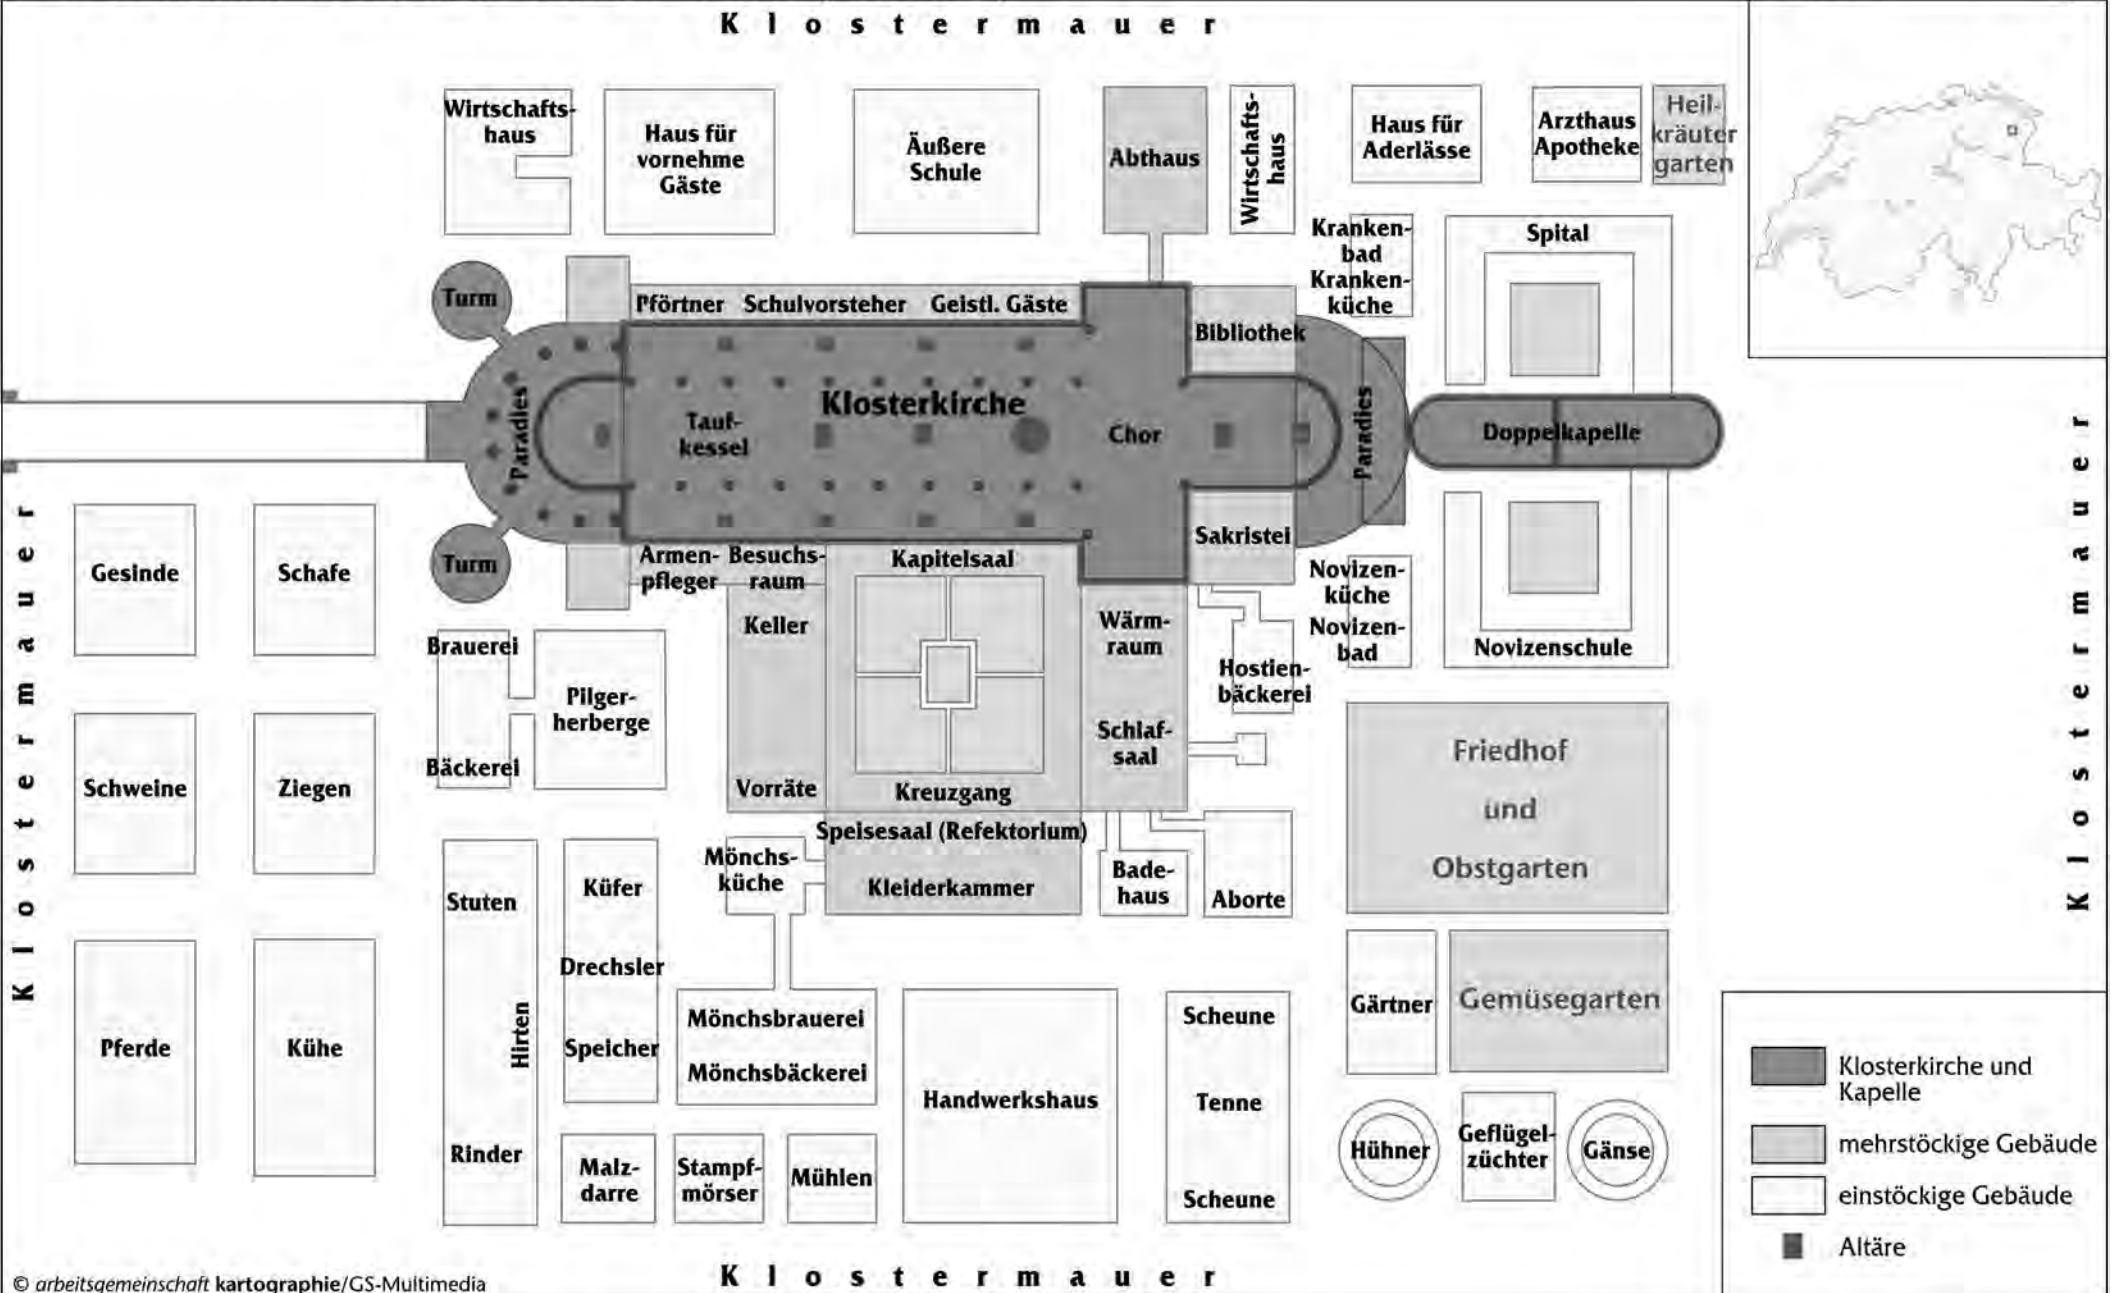 Klostermauer
Wirtschafts-
haus
Haus für
vornehme
Gäste
Äußere
Schule
Abthaus
Wirtschafts-
haus
Haus für
Aderlässe
Arzthaus
Apotheke
Heil-
kräuter
garten
Kranken-
bad
Kranken-
küche
Spital
Turm
Pförtner
Schulvorsteher
Geistl. Gäste
Bibliothek
Paradies
Tauf-
kessel
Klosterkirche
Chor
Paradies
Doppelkapelle
Klostermauer
Klostermauer
Turm
Armen-
pfleger
Besuchs-
raum
Kapitelsaal
Sakristei
Novizen-
küche
Novizen-
bad
Novizenschule
Gesinde
Schafe
Brauerei
Pilger-
herberge
Bäckerei
Keller
Vorräte
Kreuzgang
Wärm-
raum
Schlaf-
saal
Hostien-
bäckerei
Schweine
Ziegen
Friedhof
und
Obstgarten
Speisesaal (Refektorium)
Mönchs-
küche
Kleiderkammer
Bade-
haus
Aborte
Stuten
Hirten
Rinder
Küfer
Drechsler
Speicher
Pferde
Kühe
Mönchsbrauerei
Mönchsbäckerei
Handwerkshaus
Scheune
Tenne
Scheune
Gärtner
Gemüsegarten
Malz-
darre
Stampf-
mörser
Mühlen
Hühner
Geflügel-
züchter
Gänse
Klosterkirche und
Kapelle
mehrstöckige Gebäude
einstöckige Gebäude
Altäre
Klostermauer
© arbeitsgemeinschaft kartographie/GS-Multimedia